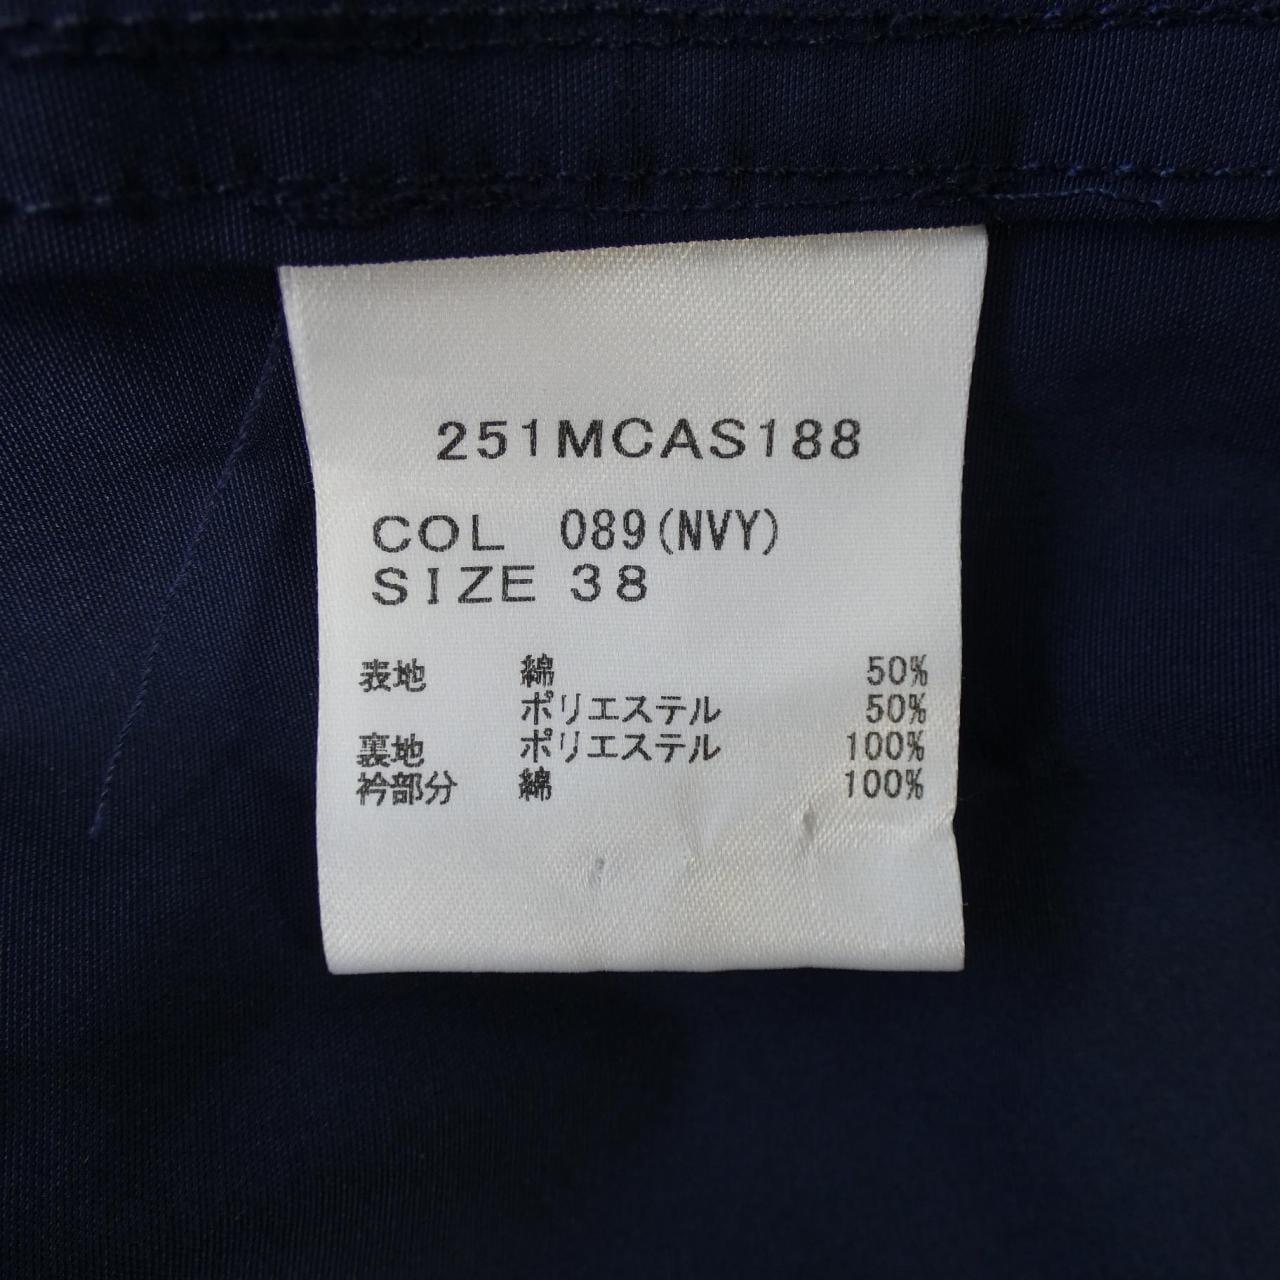 251MCAS188
COL 089(NVY)
SIZE 38
表地 綿 50%
ポリエステル 50%
裏地 ポリエステル 100%
衿部分 綿 100%